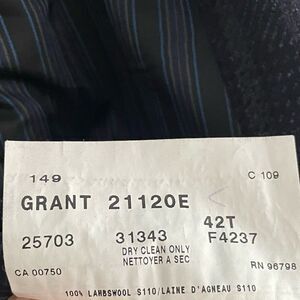 149 C 109
GRANT 21120E
42T
25703 31343 F4237
DRY CLEAN ONLY
NETTOYER A SEC
CA 00750 RN 96798
100% LAMBSWOOL S110/LAINE D'AGNEAU S110